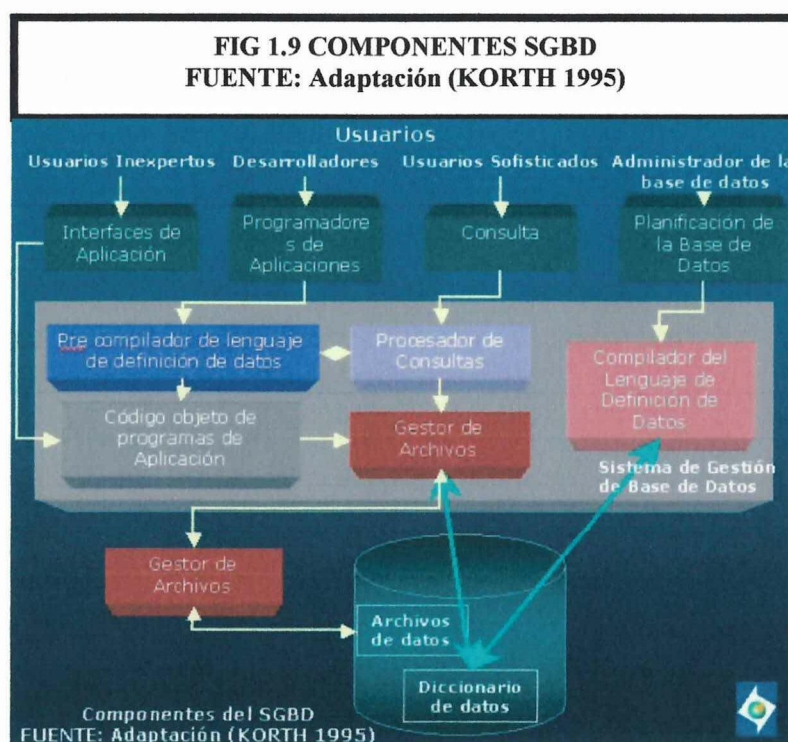 FIG 1.9 COMPONENTES SGBD
FUENTE: Adaptación (KORTH 1995)
Usuarios
Usuarios Inexpertos
Desarrolladores
Usuarios Sofisticados
Administrador de la
base de datos
Interfaces de
Aplicación
Programadore
s de
Aplicaciones
Consulta
Planificación de
la Base de
Datos
Pre compilador de lenguaje
de definición de datos
Procesador de
Consultas
Compilador del
Lenguaje de
Definición de
Datos
Código objeto de
programas de
Aplicación
Gestor de
Archivos
Sistema de Gestión
de Base de Datos
Gestor de
Archivos
Archivos
de datos
Diccionario
de datos
Componentes del SGBD
FUENTE: Adaptación (KORTH 1995)